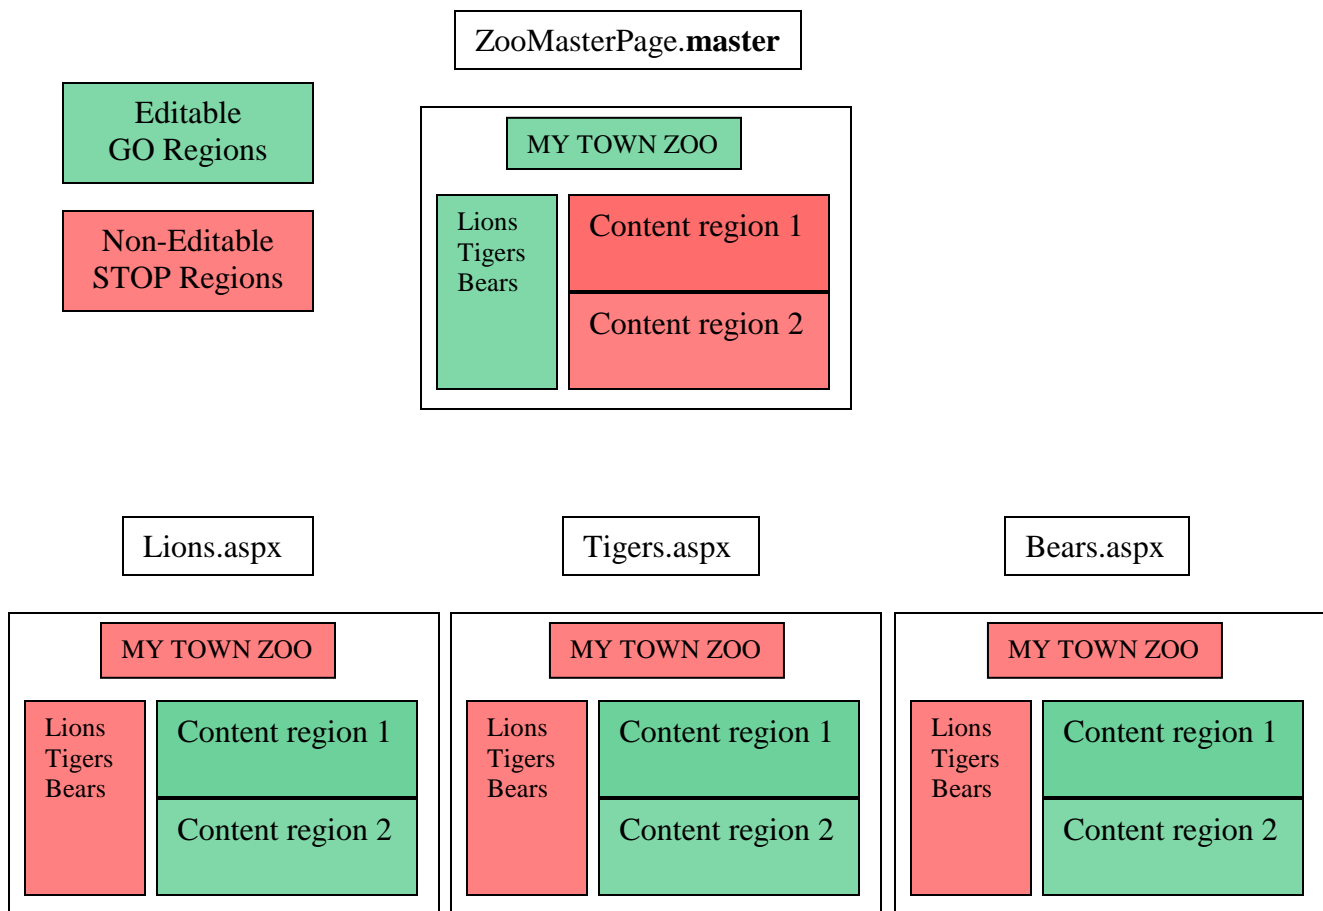 ZooMasterPage.master
Editable
GO Regions
Non-Editable
STOP Regions
MY TOWN ZOO
Lions
Tigers
Bears
Content region 1
Content region 2
Lions.aspx
MY TOWN ZOO
Lions
Tigers
Bears
Content region 1
Content region 2
Tigers.aspx
MY TOWN ZOO
Lions
Tigers
Bears
Content region 1
Content region 2
Bears.aspx
MY TOWN ZOO
Lions
Tigers
Bears
Content region 1
Content region 2